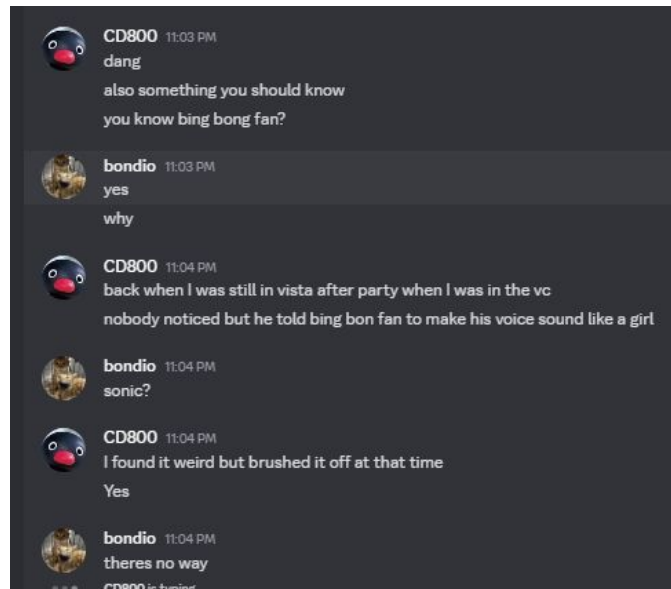 CD800 11:03 PM
dang
also something you should know
you know bing bong fan?
bondio 11:03 PM
yes
why
CD800 11:04 PM
back when I was still in vista after party when I was in the vc
nobody noticed but he told bing bon fan to make his voice sound like a girl
bondio 11:04 PM
sonic?
CD800 11:04 PM
I found it weird but brushed it off at that time
Yes
bondio 11:04 PM
theres no way
CD800 is typing